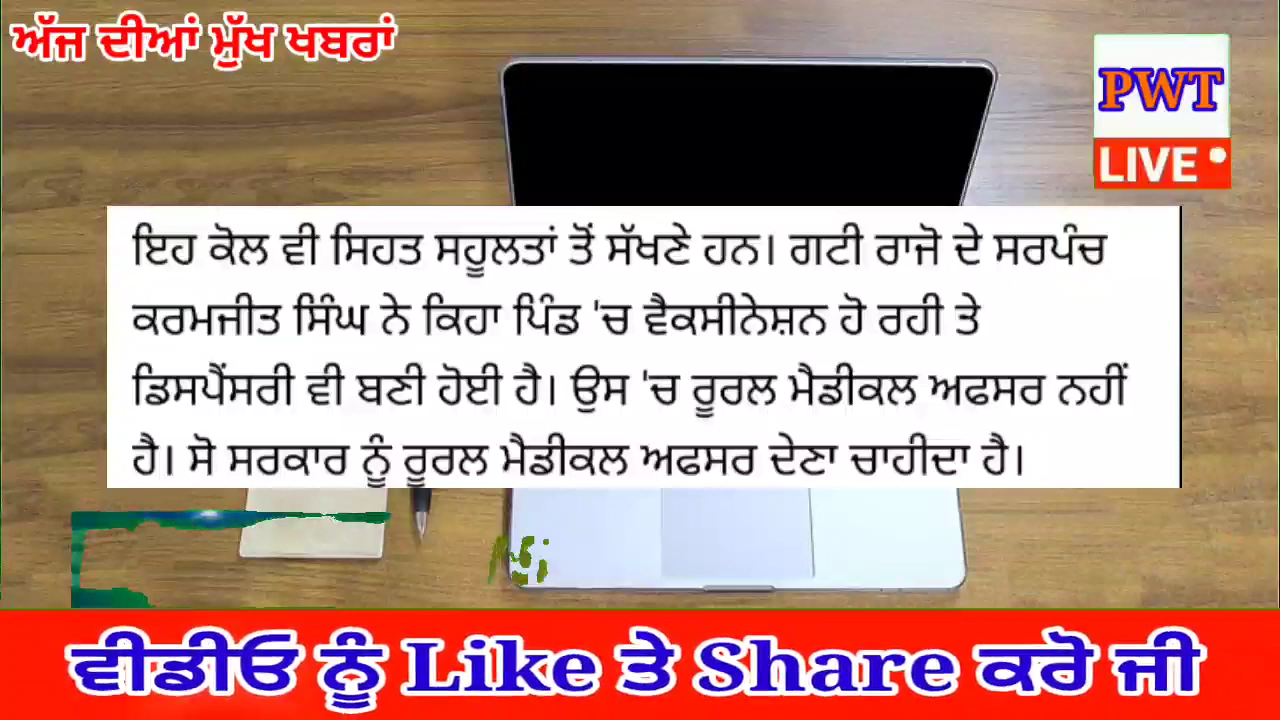 ਅੱਜ ਦੀਆਂ ਮੁੱਖ ਖਬਰਾਂ
PWT
LIVE
ਇਹ ਕੋਲ ਵੀ ਸਿਹਤ ਸਹੂਲਤਾਂ ਤੋਂ ਸੱਖਣੇ ਹਨ। ਗਟੀ ਰਾਜੋ ਦੇ ਸਰਪੰਚ
ਕਰਮਜੀਤ ਸਿੰਘ ਨੇ ਕਿਹਾ ਪਿੰਡ 'ਚ ਵੈਕਸੀਨੇਸ਼ਨ ਹੋ ਰਹੀ ਤੇ
ਡਿਸਪੈਂਸਰੀ ਵੀ ਬਣੀ ਹੋਈ ਹੈ। ਉਸ 'ਚ ਰੂਰਲ ਮੈਡੀਕਲ ਅਫਸਰ ਨਹੀਂ
ਹੈ। ਸੋ ਸਰਕਾਰ ਨੂੰ ਰੂਰਲ ਮੈਡੀਕਲ ਅਫਸਰ ਦੇਣਾ ਚਾਹੀਦਾ ਹੈ।
ਵੀਡੀਓ ਨੂੰ Like ਤੇ Share ਕਰੋ ਜੀ